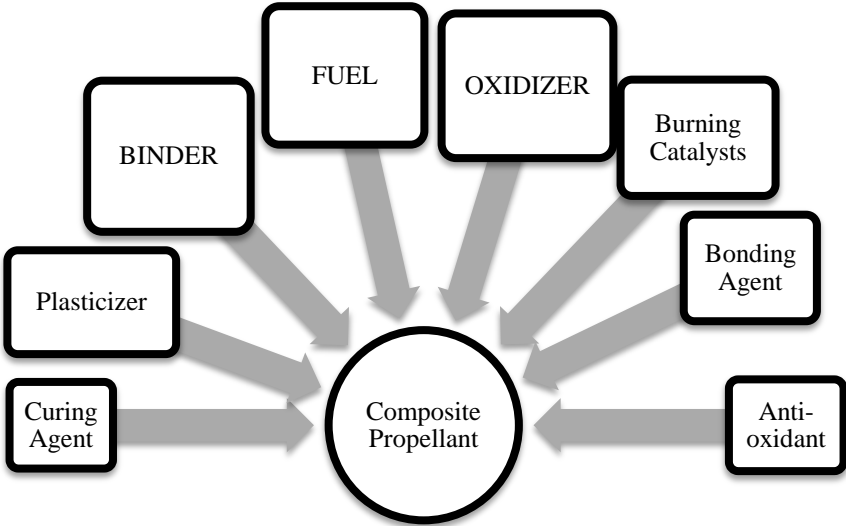 FUEL
OXIDIZER
Burning
Catalysts
BINDER
Bonding
Agent
Plasticizer
Curing
Agent
Composite
Propellant
Anti-
oxidant